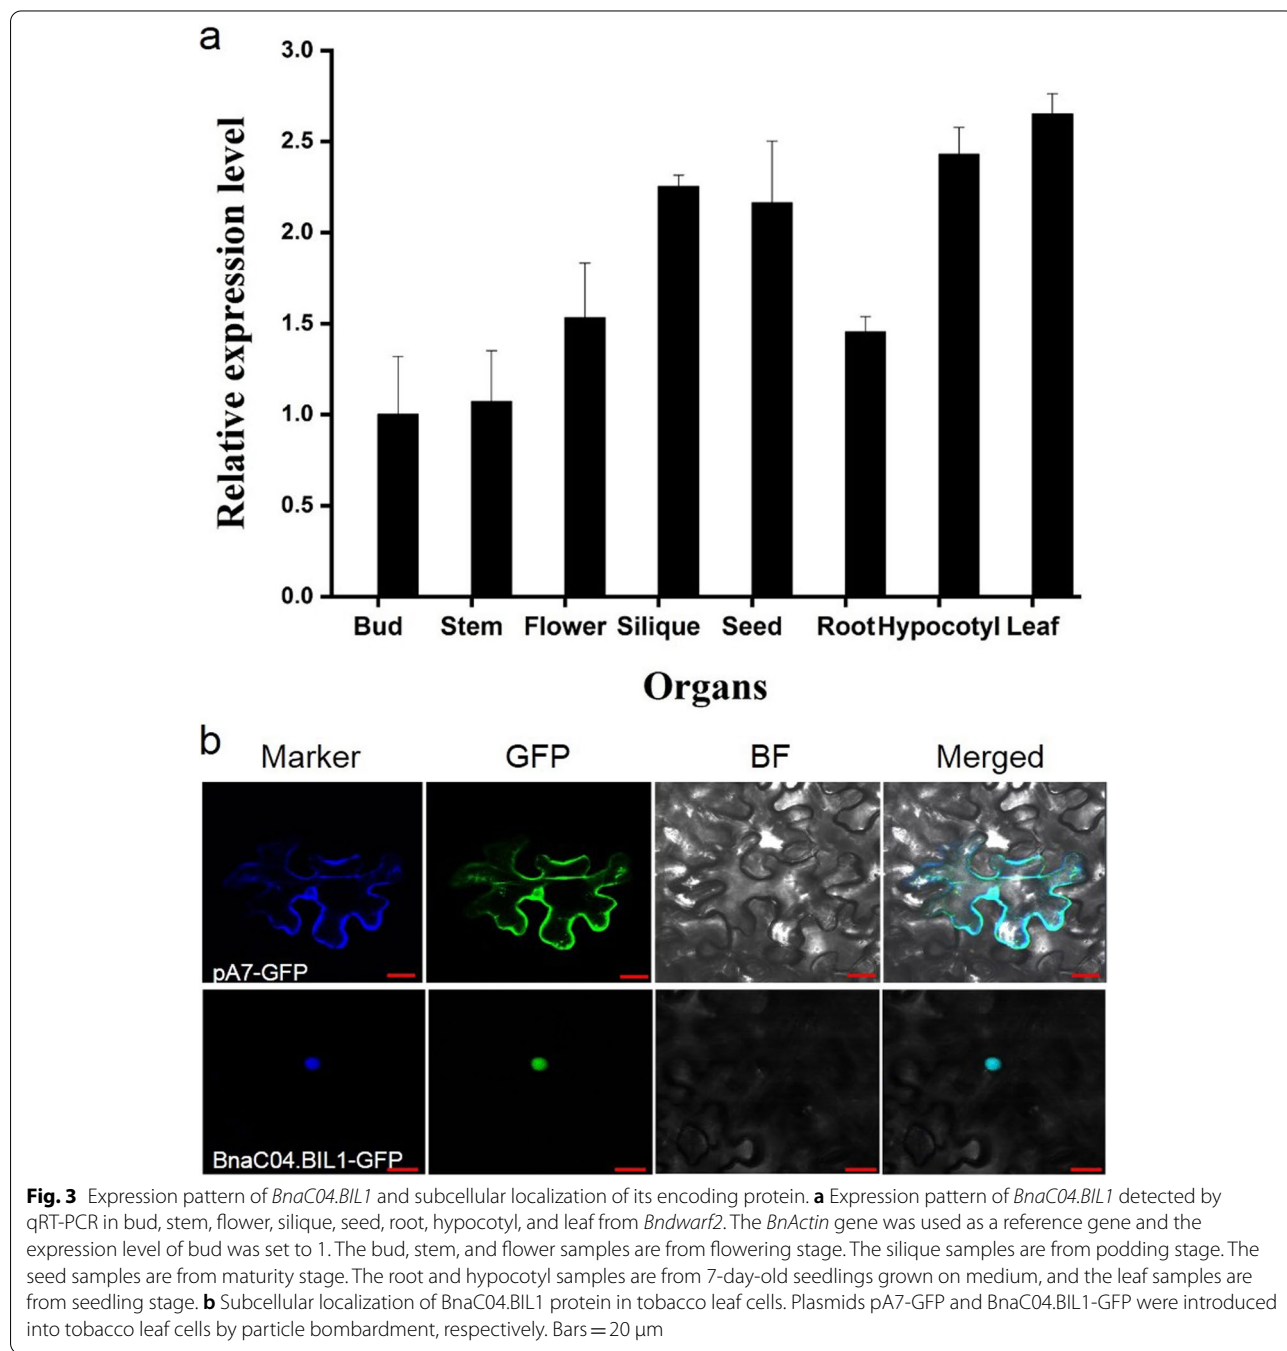 a
3.0
2.5
2.0
1.5
1.0
0.5
0.0
Relative expression level
Bud Stem Flower Silique Seed Root Hypocotyl Leaf
Organs
b
Marker GFP BF Merged
pA7-GFP
BnaC04.BIL1-GFP
Fig. 3 Expression pattern of BnaC04.BIL1 and subcellular localization of its encoding protein. a Expression pattern of BnaC04.BIL1 detected by
qRT-PCR in bud, stem, flower, silique, seed, root, hypocotyl, and leaf from Bndwarf2. The BnActin gene was used as a reference gene and the
expression level of bud was set to 1. The bud, stem, and flower samples are from flowering stage. The silique samples are from podding stage. The
seed samples are from maturity stage. The root and hypocotyl samples are from 7-day-old seedlings grown on medium, and the leaf samples are
from seedling stage. b Subcellular localization of BnaC04.BIL1 protein in tobacco leaf cells. Plasmids pA7-GFP and BnaC04.BIL1-GFP were introduced
into tobacco leaf cells by particle bombardment, respectively. Bars = 20 μm